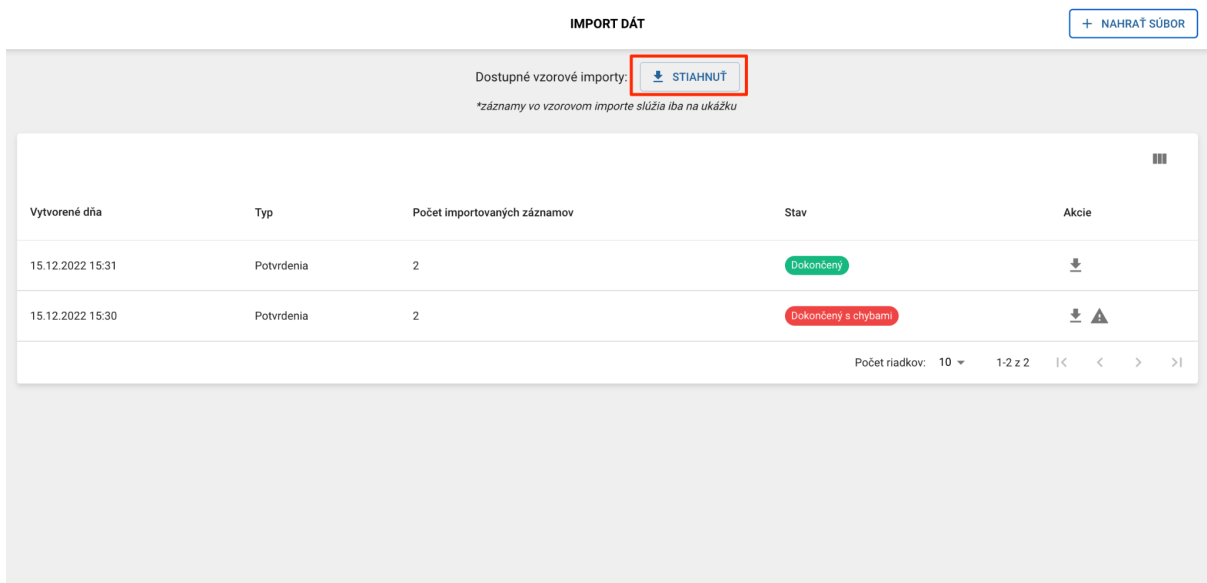 IMPORT DÁT
+ NAHRAŤ SÚBOR
Dostupné vzorové importy: STIAHNUŤ
*záznamy vo vzorovom importe slúžia iba na ukážku
Vytvorené dňa Typ Počet importovaných záznamov Stav Akcie
15.12.2022 15:31 Potvrdenia 2 Dokončený
15.12.2022 15:30 Potvrdenia 2 Dokončený s chybami
Počet riadkov: 10 1-2 z 2